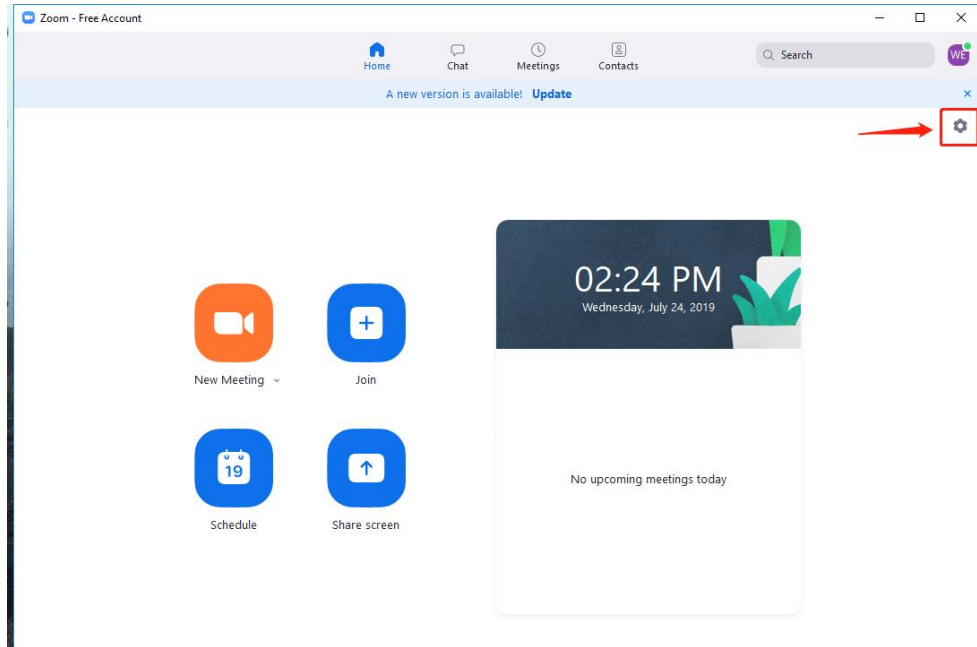 Zoom - Free Account
Home
Chat
Meetings
Contacts
Search
WE
A new version is available! Update
02:24 PM
Wednesday, July 24, 2019
New Meeting
Join
19
Schedule
Share screen
No upcoming meetings today